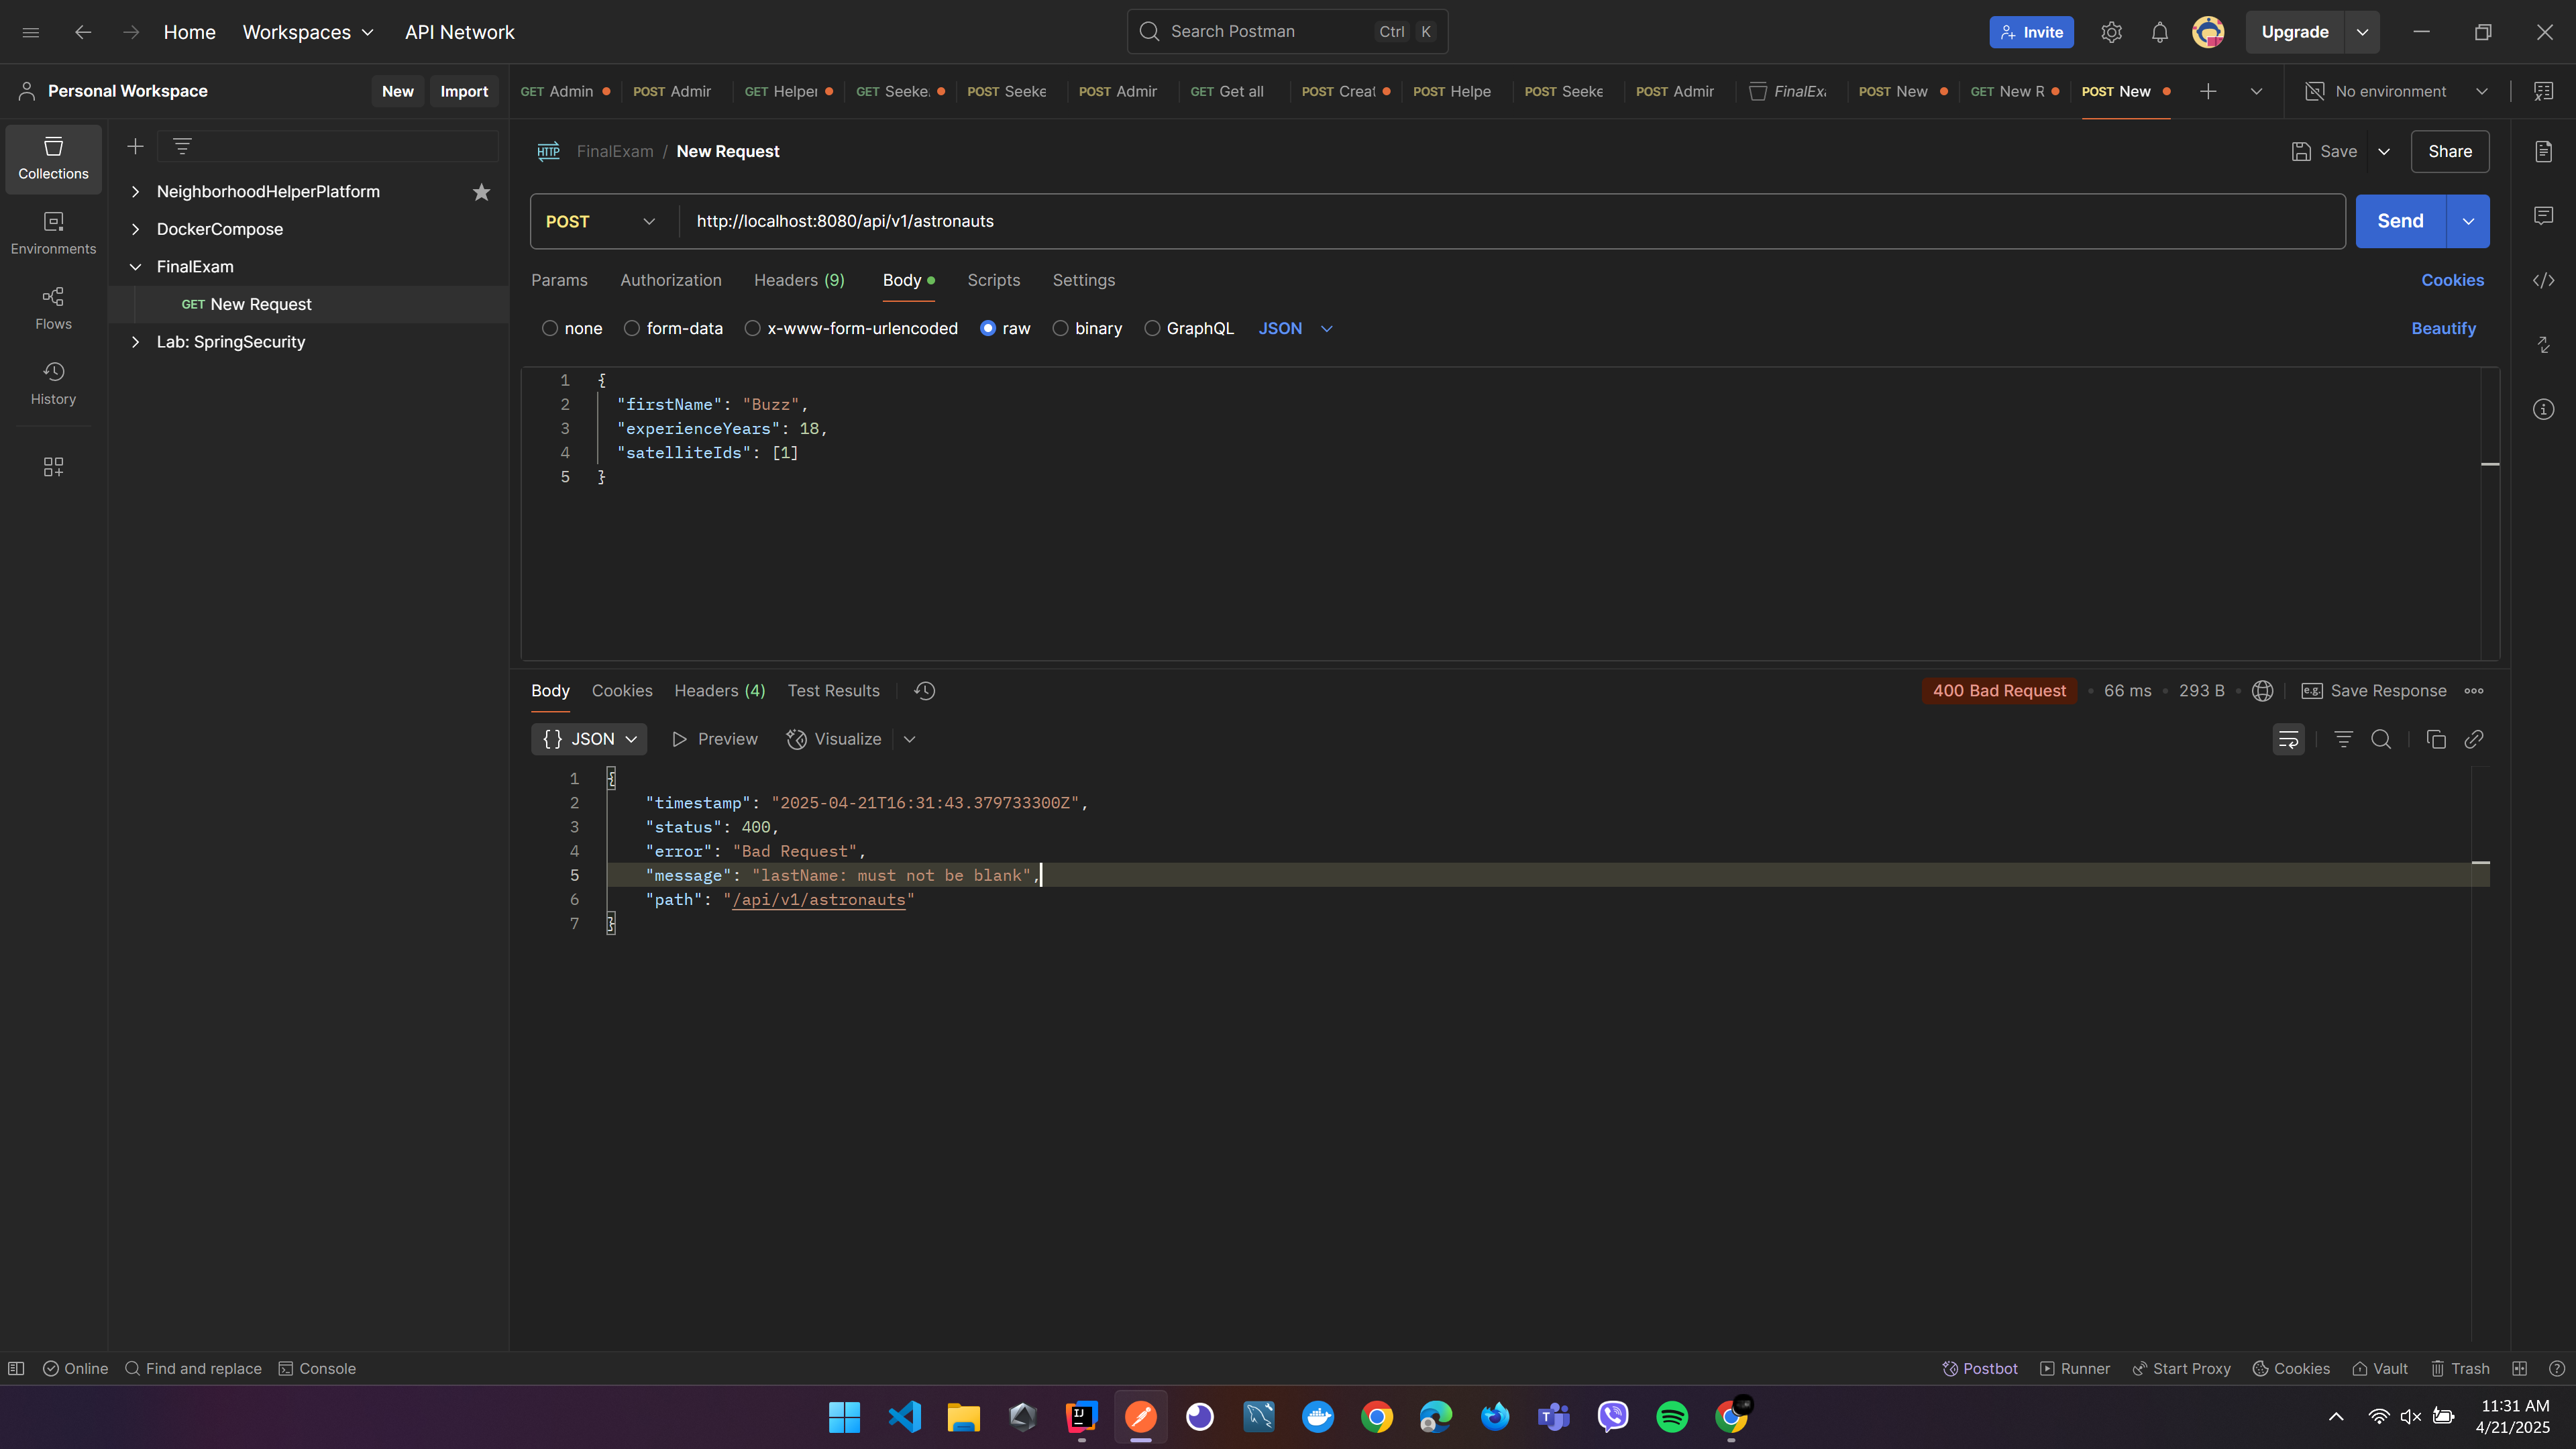 Home Workspaces API Network Search Postman Ctrl K Invite Upgrade
Personal Workspace New Import GET Admin POST Admir GET Helper GET Seeke. POST Seeke POST Admir GET Get all POST Creat POST Helpe POST Seeke POST Admir FinalEx POST New GET New R POST New No environment
Collections
Environments
Flows
History
NeighborhoodHelperPlatform
DockerCompose
FinalExam
GET New Request
Lab: SpringSecurity
HTTP FinalExam / New Request Save Share
POST http://localhost:8080/api/v1/astronauts Send
Params Authorization Headers (9) Body Scripts Settings Cookies
none form-data x-www-form-urlencoded raw binary GraphQL JSON Beautify
1 {
2 "firstName": "Buzz",
3 "experienceYears": 18,
4 "satelliteIds": [1]
5 }
Body Cookies Headers (4) Test Results 400 Bad Request • 66 ms • 293 B • e.g. Save Response
{ } JSON Preview Visualize
1 {
2 "timestamp": "2025-04-21T16:31:43.379733300Z",
3 "status": 400,
4 "error": "Bad Request",
5 "message": "lastName: must not be blank",
6 "path": "/api/v1/astronauts"
7 }
Online Find and replace Console Postbot Runner Start Proxy Cookies Vault Trash
11:31 AM
4/21/2025